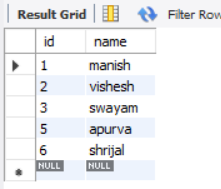 Result Grid Filter Row
id name
1 manish
2 vishesh
3 swayam
5 apurva
6 shrijal
NULL NULL